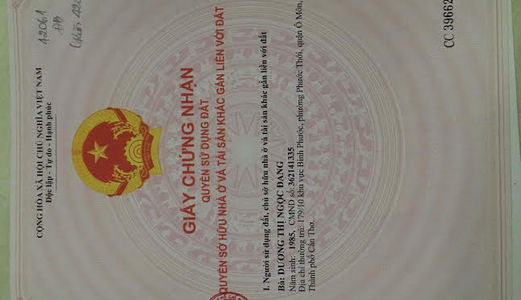 12061
CỘNG HÒA XÃ HỘI CHỦ NGHĨA VIỆT NAM
Độc lập - Tự do - Hạnh phúc
GIẤY CHỨNG NHẬN
QUYỀN SỬ DỤNG ĐẤT
QUYỀN SỞ HỮU NHÀ Ở VÀ TÀI SẢN KHÁC GẮN LIỀN VỚI ĐẤT
I. Người sử dụng đất, chủ sở hữu nhà ở và tài sản khác gắn liền với đất
Bà: DƯƠNG THỊ NGỌC ĐANG
Năm sinh: 1985, CMND số: 362141335
Địa chỉ thường trú: 179/10 khu vực Bình Phước, phường Phước Thới, quận Ô Môn,
Thành phố Cần Thơ.
CC 39662